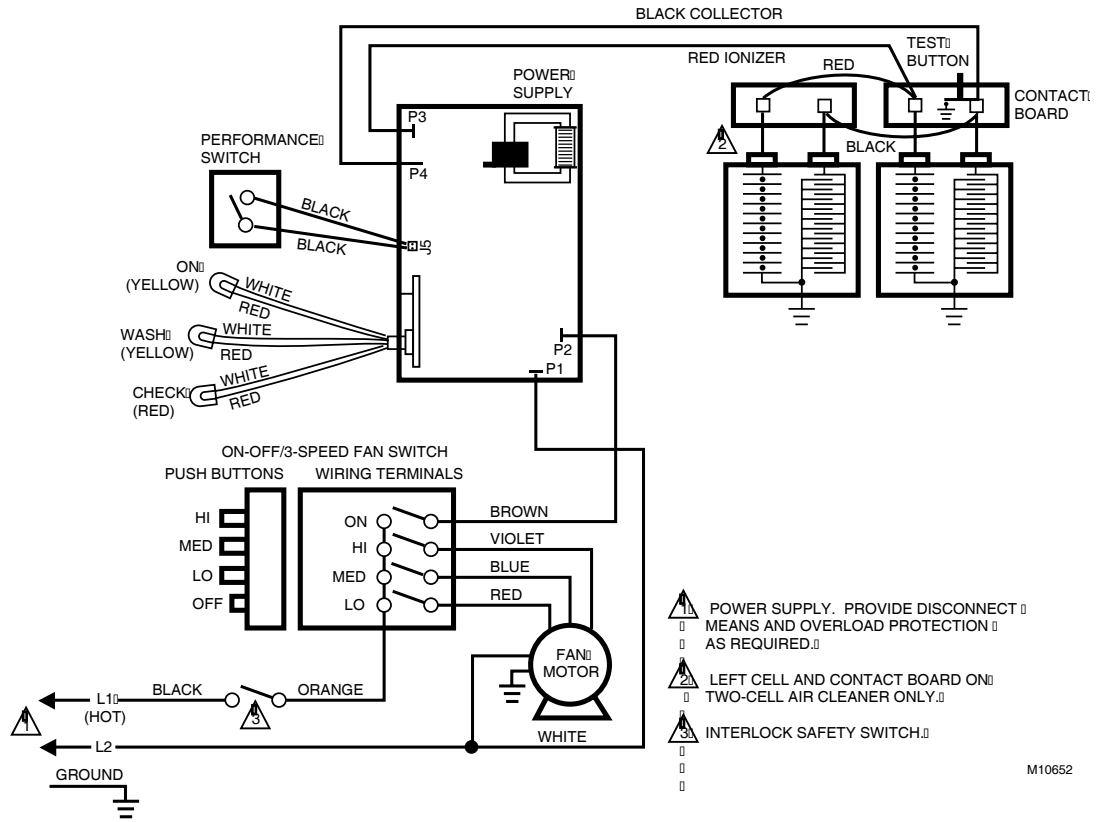 BLACK COLLECTOR
RED IONIZER
TEST
BUTTON
RED
POWER
SUPPLY
CONTACT
BOARD
P3
P4
PERFORMANCE
SWITCH
2
BLACK
BLACK
BLACK
J5
ON
(YELLOW)
WHITE
RED
WASH
(YELLOW)
WHITE
RED
CHECK
(RED)
WHITE
RED
P2
P1
ON-OFF/3-SPEED FAN SWITCH
PUSH BUTTONS
WIRING TERMINALS
HI
MED
LO
OFF
ON
HI
MED
LO
BROWN
VIOLET
BLUE
RED
FAN
MOTOR
1 POWER SUPPLY. PROVIDE DISCONNECT
MEANS AND OVERLOAD PROTECTION
AS REQUIRED.
2 LEFT CELL AND CONTACT BOARD ON
TWO-CELL AIR CLEANER ONLY.
3 INTERLOCK SAFETY SWITCH.
L1
(HOT)
BLACK
ORANGE
1
3
L2
WHITE
GROUND
M10652